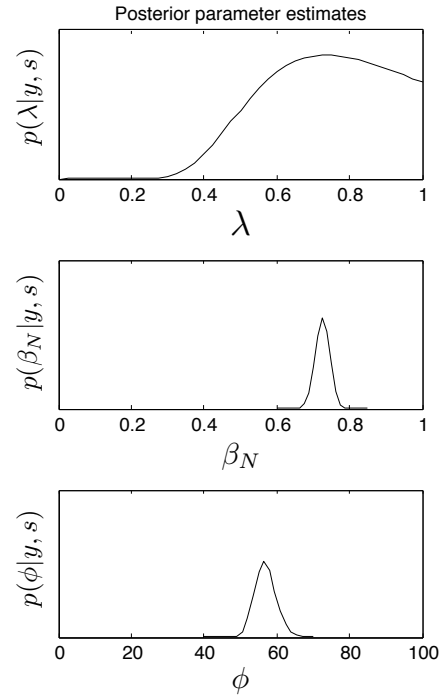 Posterior parameter estimates
p(λ|y, s)
0 0.2 0.4 0.6 0.8 1
λ
p(β_N|y, s)
0 0.2 0.4 0.6 0.8 1
β_N
p(ϕ|y, s)
0 20 40 60 80 100
ϕ